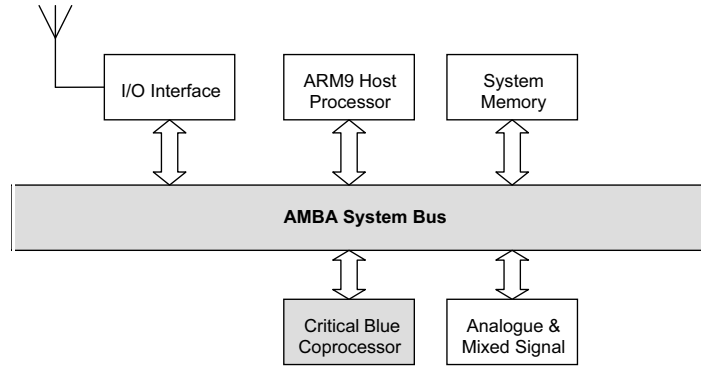 I/O Interface
ARM9 Host
Processor
System
Memory
AMBA System Bus
Critical Blue
Coprocessor
Analogue &
Mixed Signal